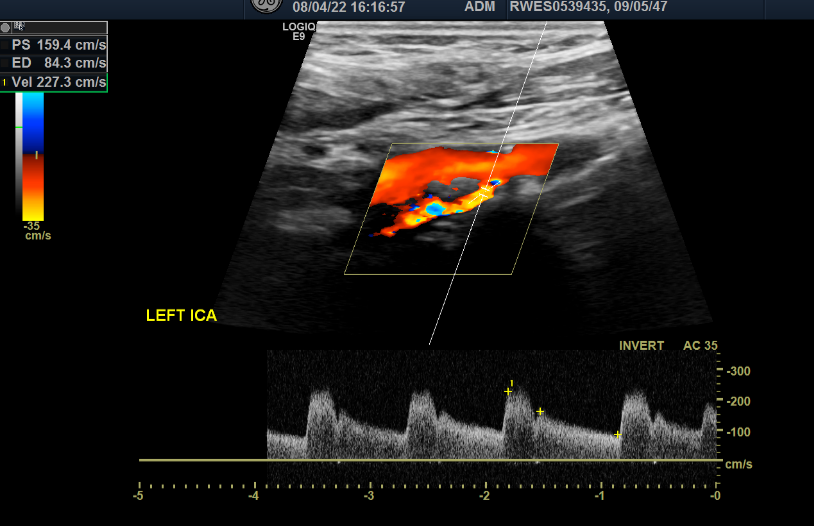 08/04/22 16:16:57 ADM RWES0539435, 09/05/47
LOGIQ
E9
PS 159.4 cm/s
ED 84.3 cm/s
1 Vel 227.3 cm/s
-35
cm/s
LEFT ICA
INVERT AC 35
-300
1
-200
-100
cm/s
-5 -4 -3 -2 -1 -0